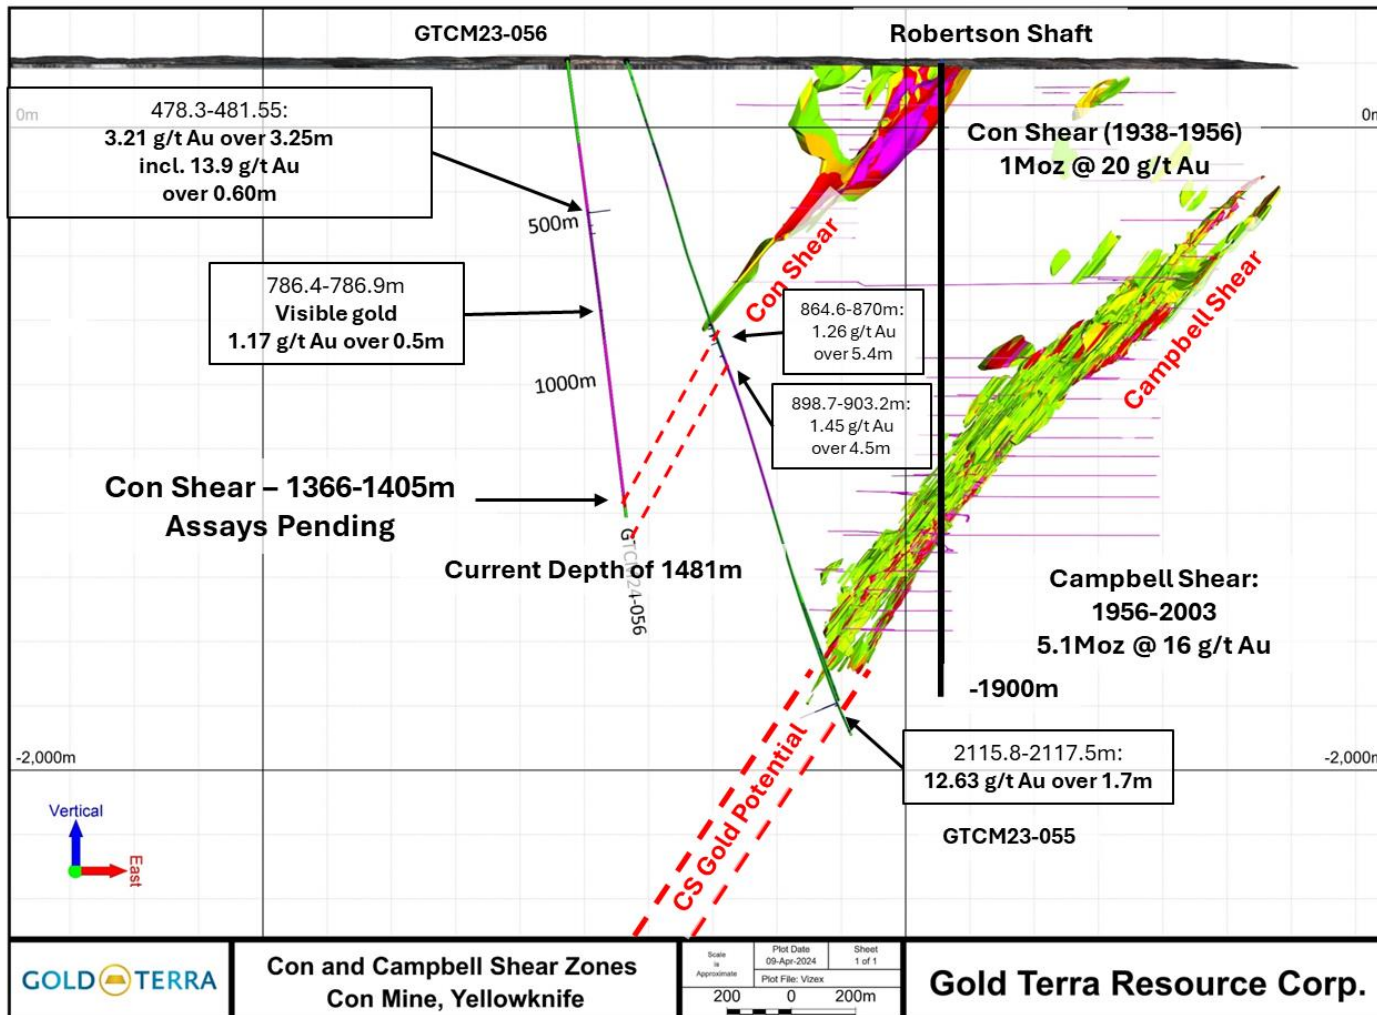 GTCM23-056
Robertson Shaft
478.3-481.55:
3.21 g/t Au over 3.25m
incl. 13.9 g/t Au
over 0.60m
0m
0m
Con Shear (1938-1956)
1Moz @ 20 g/t Au
500m
Con Shear
Campbell Shear
786.4-786.9m
Visible gold
1.17 g/t Au over 0.5m
864.6-870m:
1.26 g/t Au
over 5.4m
1000m
898.7-903.2m:
1.45 g/t Au
over 4.5m
Con Shear – 1366-1405m
Assays Pending
GTCM24-056
Current Depth of 1481m
Campbell Shear:
1956-2003
5.1Moz @ 16 g/t Au
-1900m
-2,000m
-2,000m
2115.8-2117.5m:
12.63 g/t Au over 1.7m
CS Gold Potential
GTCM23-055
Vertical
East
GOLD TERRA
Con and Campbell Shear Zones
Con Mine, Yellowknife
Scale
is
Approximate
Plot Date
09-Apr-2024
Sheet
1 of 1
Plot File: Vizex
200 0 200m
Gold Terra Resource Corp.